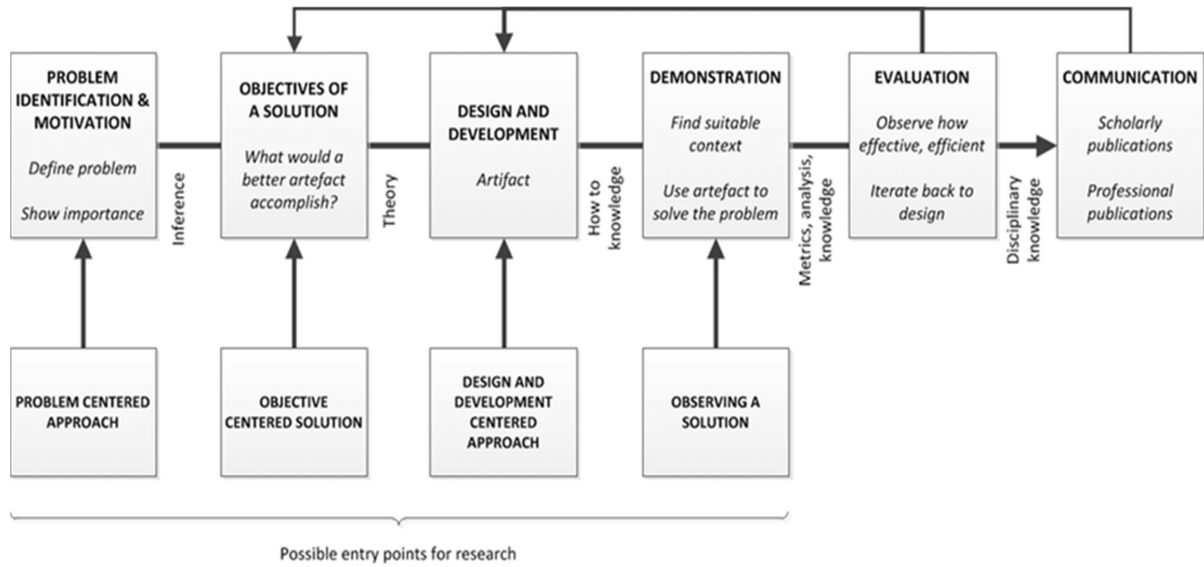 PROBLEM
IDENTIFICATION &
MOTIVATION
Define problem
Show importance
Inference
OBJECTIVES OF
A SOLUTION
What would a
better artefact
accomplish?
Theory
DESIGN AND
DEVELOPMENT
Artifact
How to
knowledge
DEMONSTRATION
Find suitable
context
Use artefact to
solve the problem
Metrics, analysis,
knowledge
EVALUATION
Observe how
effective, efficient
Iterate back to
design
Disciplinary
knowledge
COMMUNICATION
Scholarly
publications
Professional
publications
PROBLEM CENTERED
APPROACH
OBJECTIVE
CENTERED SOLUTION
DESIGN AND
DEVELOPMENT
CENTERED
APPROACH
OBSERVING A
SOLUTION
Possible entry points for research